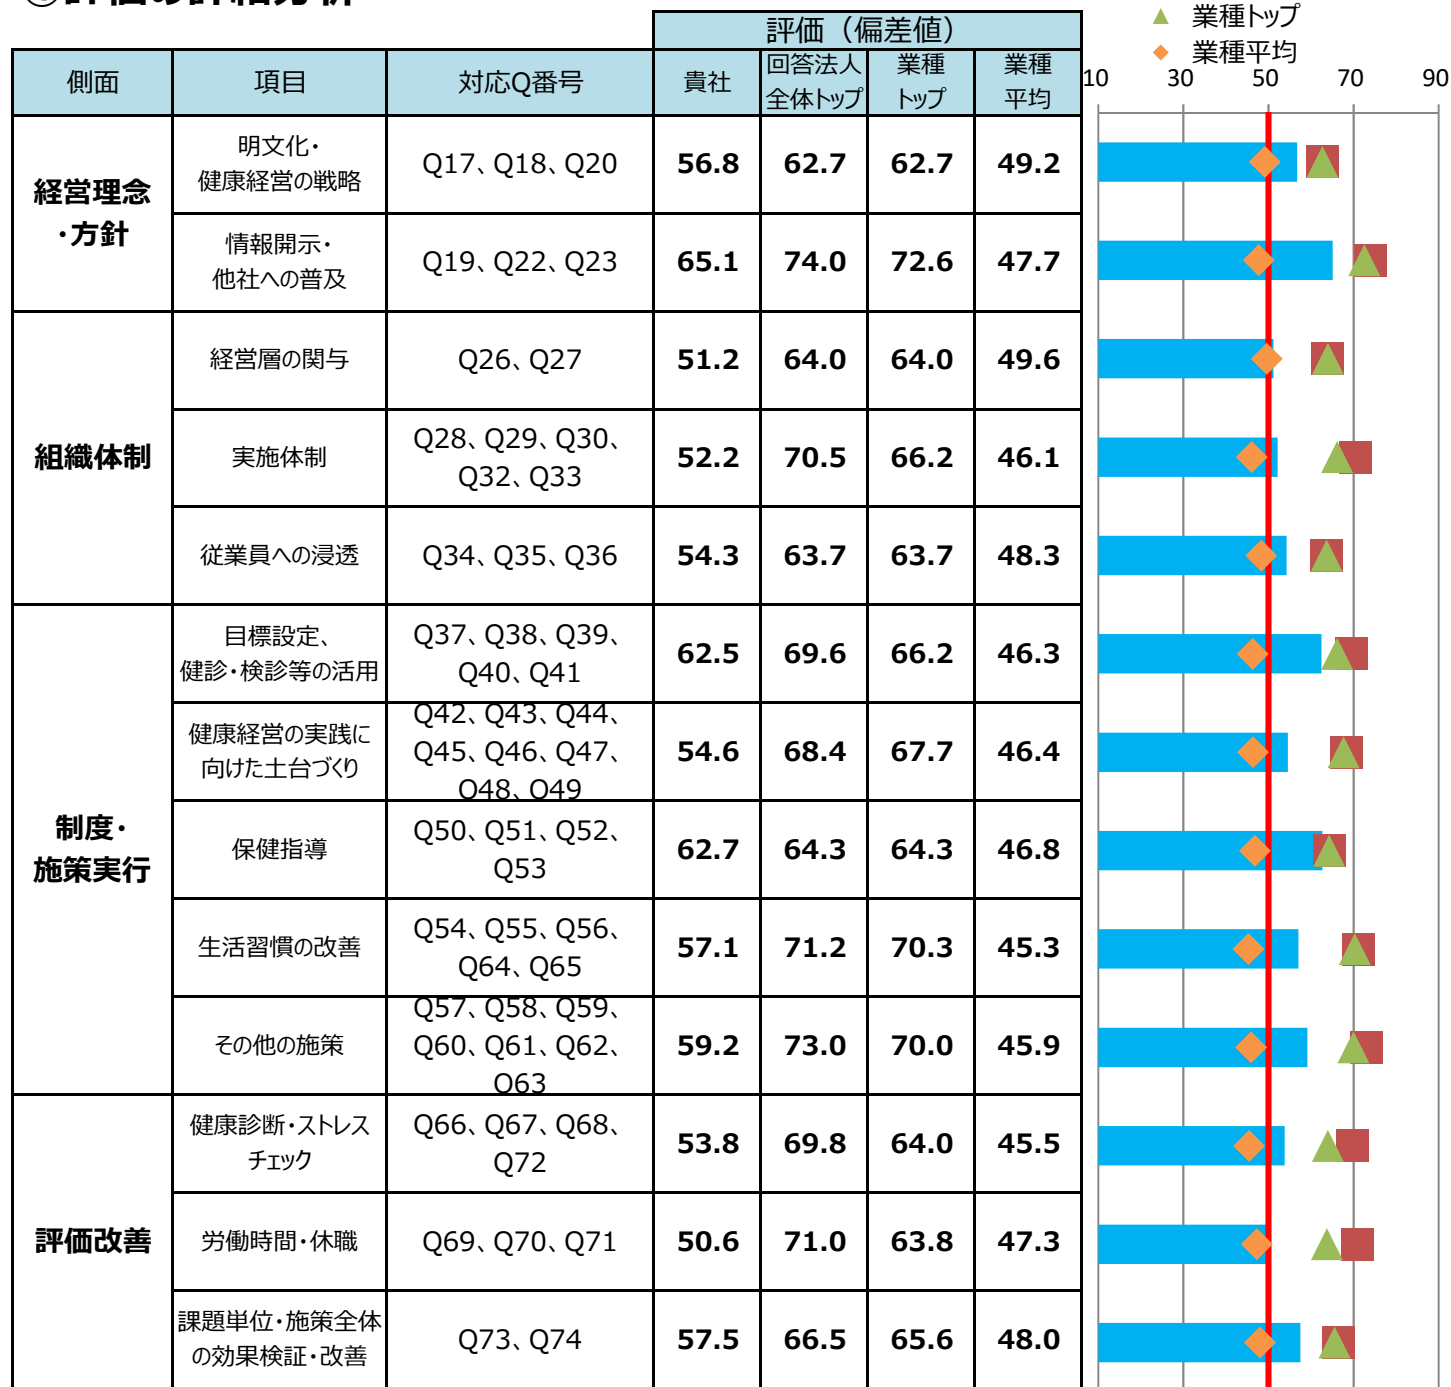 評価の詳細分析
▲ 業種トップ
◆ 業種平均
評価（偏差値）
側面 項目 対応Q番号 貴社 回答法人全体トップ 業種トップ 業種平均
10 30 50 70 90
経営理念・方針
明文化・健康経営の戦略 Q17、Q18、Q20 56.8 62.7 62.7 49.2
情報開示・他社への普及 Q19、Q22、Q23 65.1 74.0 72.6 47.7
組織体制
経営層の関与 Q26、Q27 51.2 64.0 64.0 49.6
実施体制 Q28、Q29、Q30、Q32、Q33 52.2 70.5 66.2 46.1
従業員への浸透 Q34、Q35、Q36 54.3 63.7 63.7 48.3
制度・施策実行
目標設定、健診・検診等の活用 Q37、Q38、Q39、Q40、Q41 62.5 69.6 66.2 46.3
健康経営の実践に向けた土台づくり Q42、Q43、Q44、Q45、Q46、Q47、Q48、Q49 54.6 68.4 67.7 46.4
保健指導 Q50、Q51、Q52、Q53 62.7 64.3 64.3 46.8
生活習慣の改善 Q54、Q55、Q56、Q64、Q65 57.1 71.2 70.3 45.3
その他の施策 Q57、Q58、Q59、Q60、Q61、Q62、Q63 59.2 73.0 70.0 45.9
評価改善
健康診断・ストレスチェック Q66、Q67、Q68、Q72 53.8 69.8 64.0 45.5
労働時間・休職 Q69、Q70、Q71 50.6 71.0 63.8 47.3
課題単位・施策全体の効果検証・改善 Q73、Q74 57.5 66.5 65.6 48.0